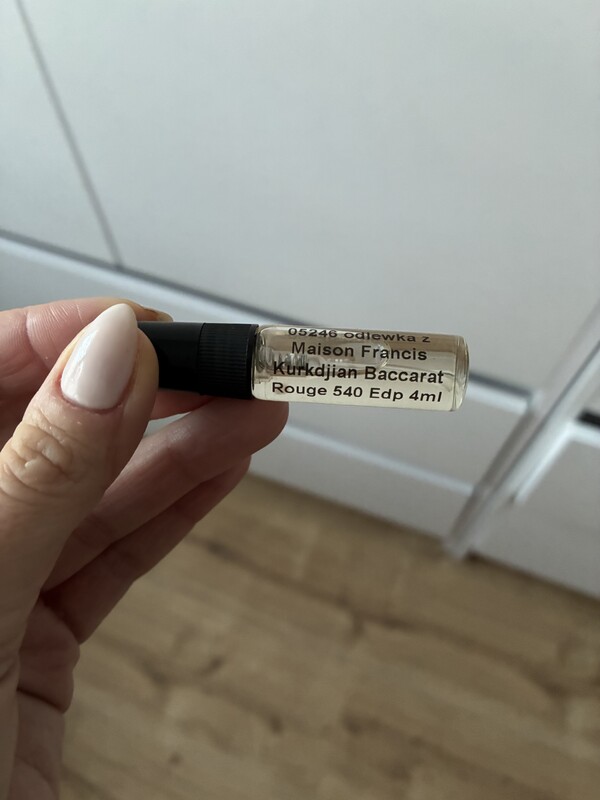 05246 odlewka z
Maison Francis
Kurkdjian Baccarat
Rouge 540 Edp 4ml